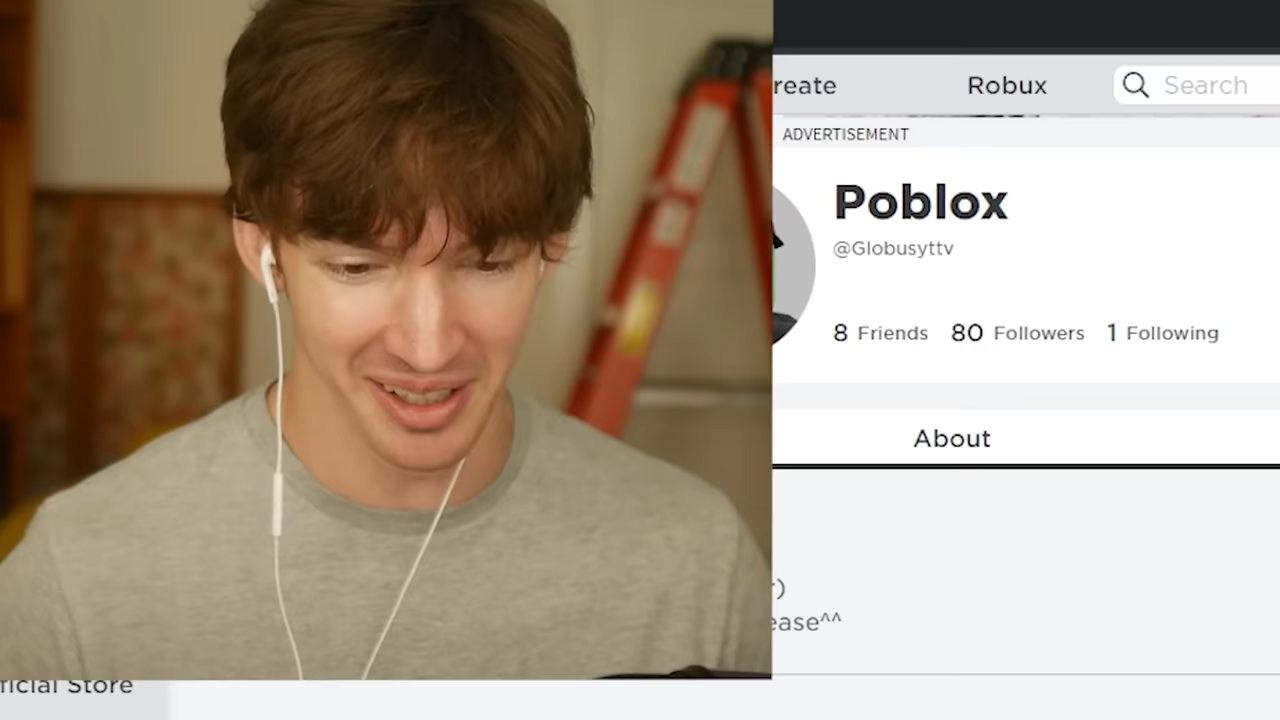 reate
Robux
Search
ADVERTISEMENT
Poblox
@Globusyttv
8 Friends 80 Followers 1 Following
About
)
ease^^
ficial Store